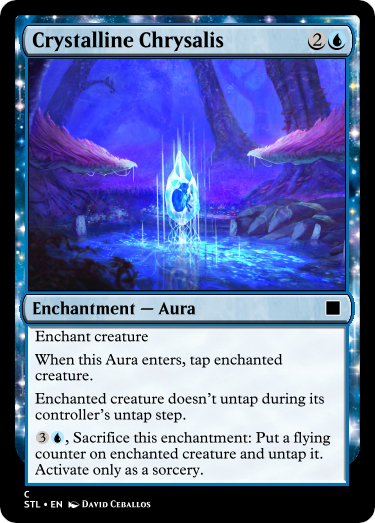 Crystalline Chrysalis 2
Enchantment — Aura
Enchant creature
When this Aura enters, tap enchanted
creature.
Enchanted creature doesn't untap during its
controller's untap step.
3, Sacrifice this enchantment: Put a flying
counter on enchanted creature and untap it.
Activate only as a sorcery.
C
STL • EN David Ceballos